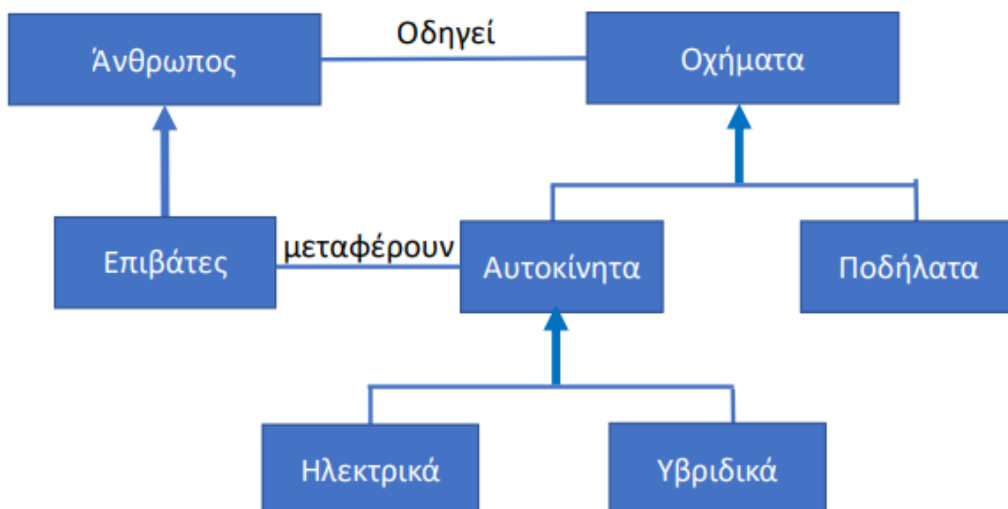 Άνθρωπος
Οδηγεί
Οχήματα
Επιβάτες
μεταφέρουν
Αυτοκίνητα
Ποδήλατα
Ηλεκτρικά
Υβριδικά